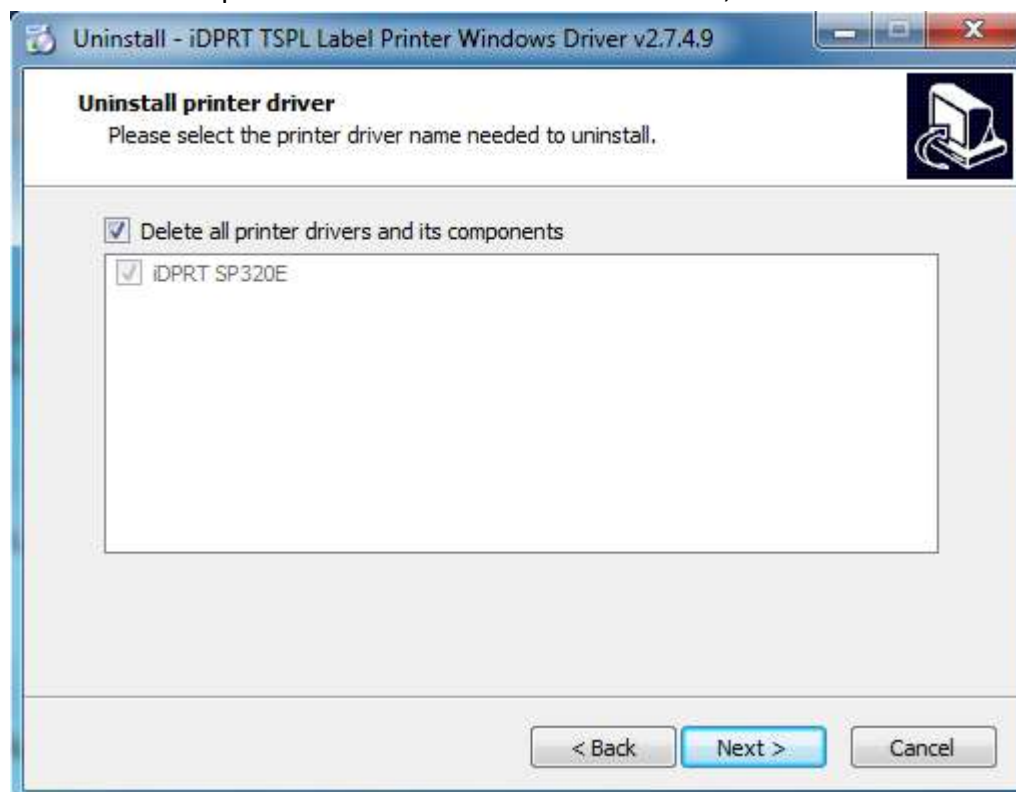 Uninstall - iDPRT TSPL Label Printer Windows Driver v2.7.4.9
Uninstall printer driver
Please select the printer driver name needed to uninstall.
Delete all printer drivers and its components
iDPRT SP320E
< Back Next > Cancel